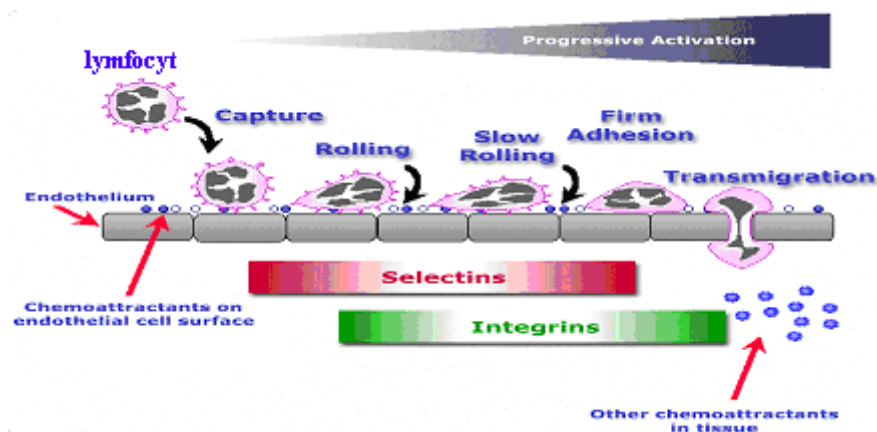 Progressive Activation
lymfocyt
Capture
Rolling
Slow
Rolling
Firm
Adhesion
Transmigration
Endothelium
Selectins
Chemoattractants on
endothelial cell surface
Integrins
Other chemoattractants
in tissue